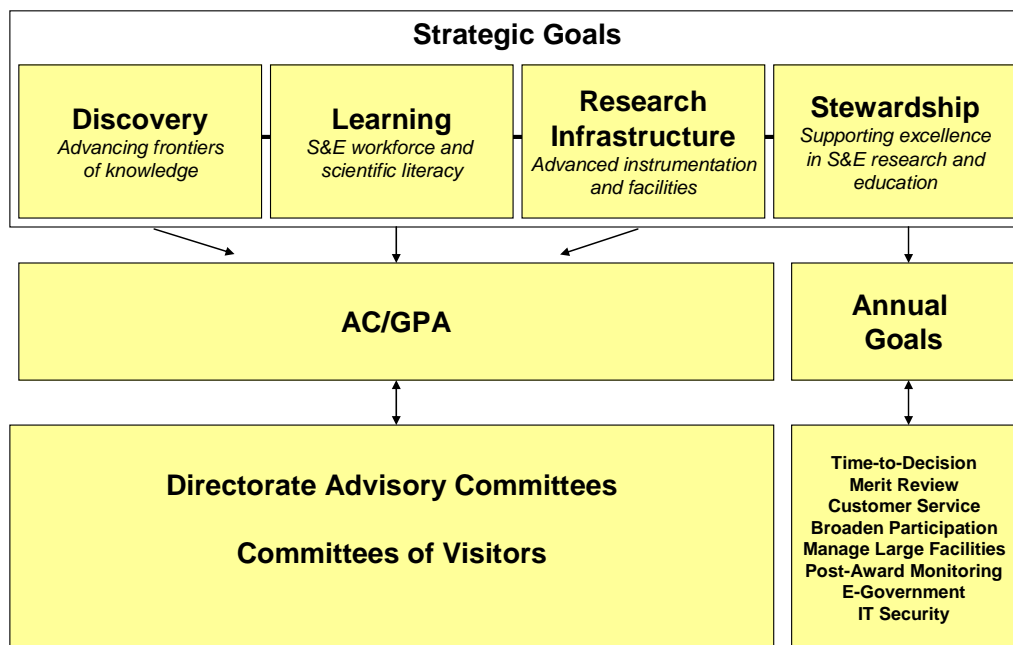 Strategic Goals
Discovery
Advancing frontiers
of knowledge
Learning
S&E workforce and
scientific literacy
Research
Infrastructure
Advanced instrumentation
and facilities
Stewardship
Supporting excellence
in S&E research and
education
AC/GPA
Annual
Goals
Directorate Advisory Committees
Committees of Visitors
Time-to-Decision
Merit Review
Customer Service
Broaden Participation
Manage Large Facilities
Post-Award Monitoring
E-Government
IT Security